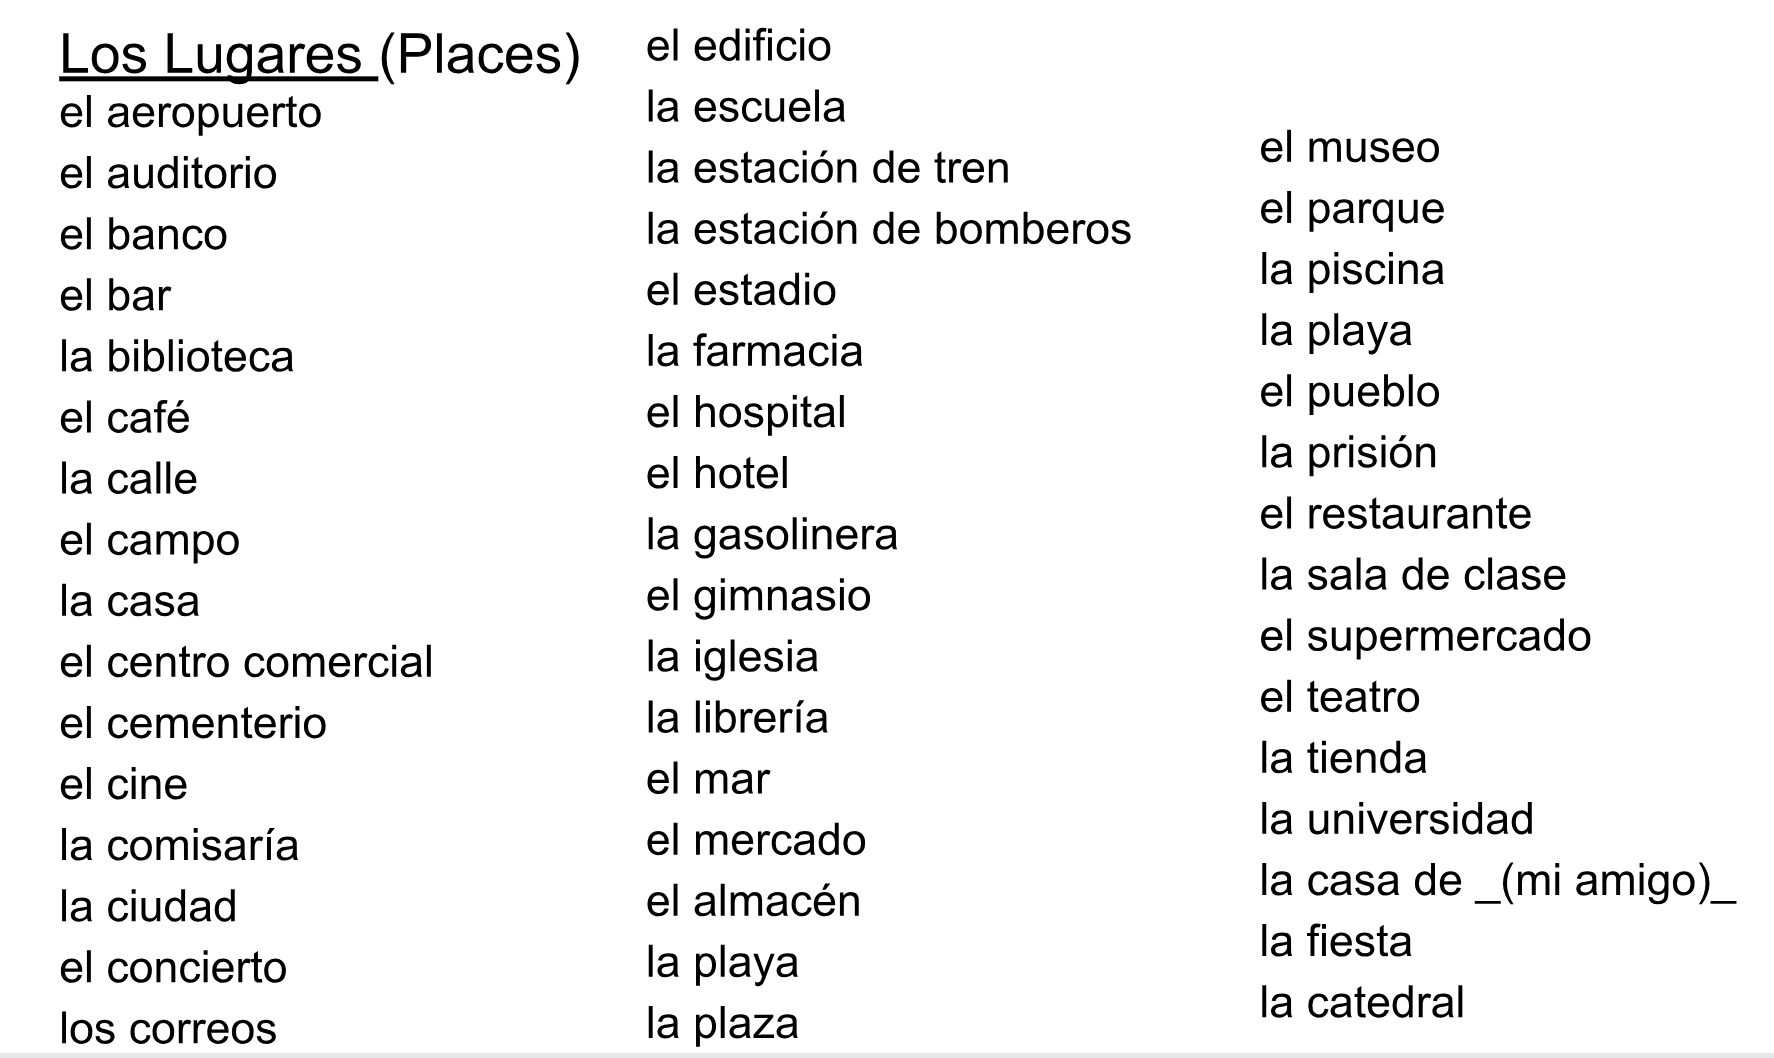 Los Lugares (Places)
el aeropuerto
el auditorio
el banco
el bar
la biblioteca
el café
la calle
el campo
la casa
el centro comercial
el cementerio
el cine
la comisaría
la ciudad
el concierto
los correos
el edificio
la escuela
la estación de tren
la estación de bomberos
el estadio
la farmacia
el hospital
el hotel
la gasolinera
el gimnasio
la iglesia
la librería
el mar
el mercado
el almacén
la playa
la plaza
el museo
el parque
la piscina
la playa
el pueblo
la prisión
el restaurante
la sala de clase
el supermercado
el teatro
la tienda
la universidad
la casa de _(mi amigo)_
la fiesta
la catedral